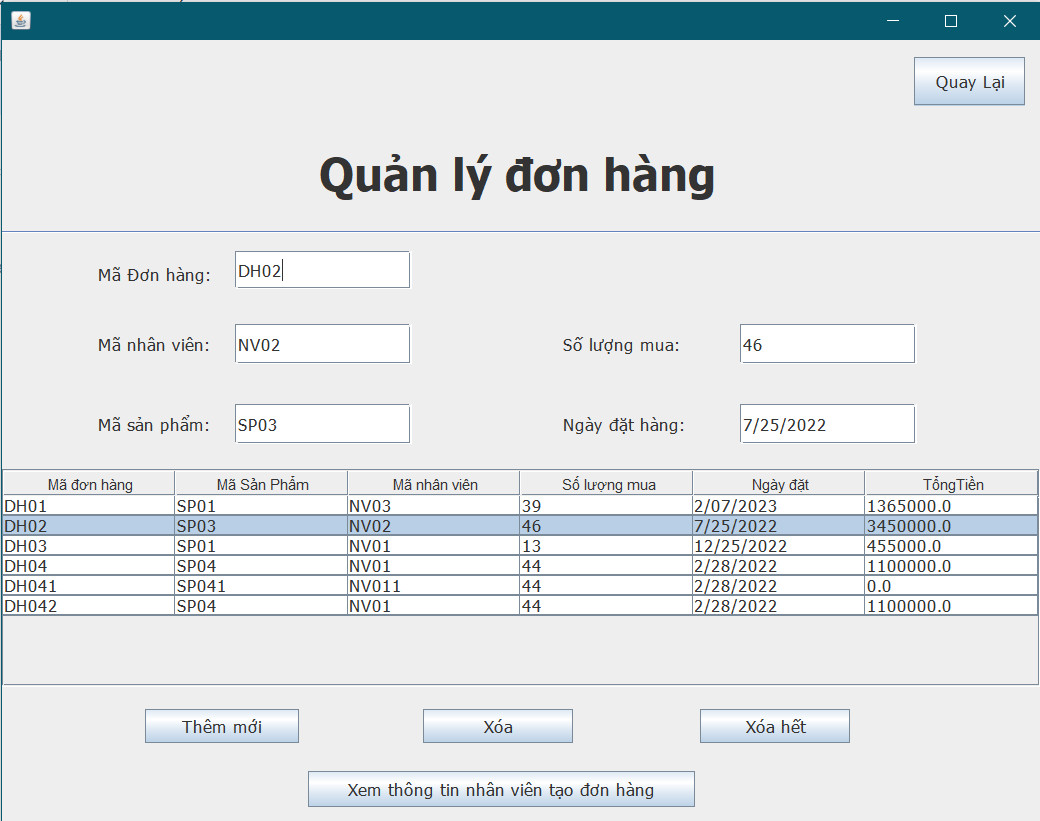 Quay Lại
Quản lý đơn hàng
Mã Đơn hàng: DH02
Mã nhân viên: NV02 Số lượng mua: 46
Mã sản phẩm: SP03 Ngày đặt hàng: 7/25/2022
Mã đơn hàng Mã Sản Phẩm Mã nhân viên Số lượng mua Ngày đặt TổngTiền
DH01 SP01 NV03 39 2/07/2023 1365000.0
DH02 SP03 NV02 46 7/25/2022 3450000.0
DH03 SP01 NV01 13 12/25/2022 455000.0
DH04 SP04 NV01 44 2/28/2022 1100000.0
DH041 SP041 NV011 44 2/28/2022 0.0
DH042 SP04 NV01 44 2/28/2022 1100000.0
Thêm mới Xóa Xóa hết
Xem thông tin nhân viên tạo đơn hàng